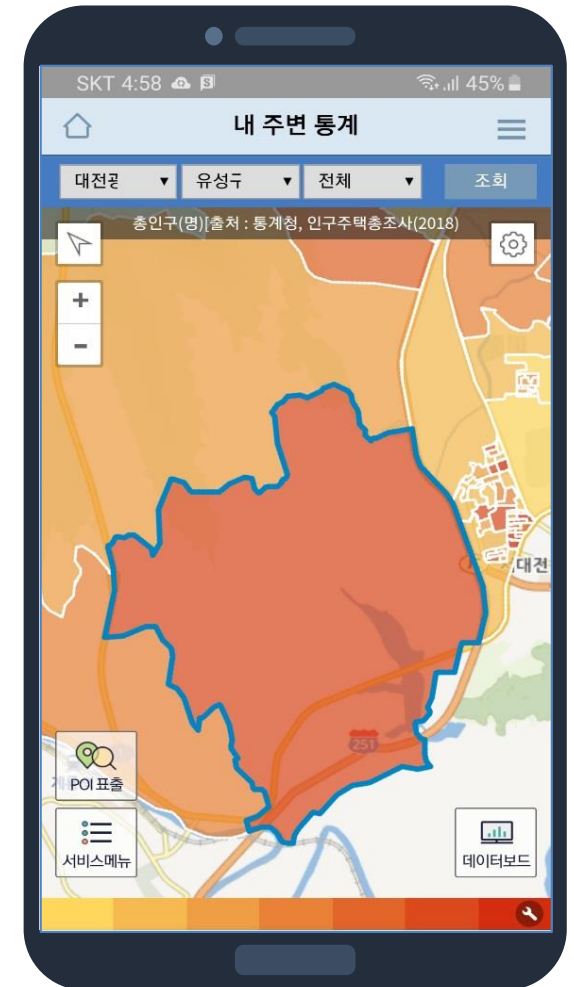 SKT 4:58 45%
내 주변 통계
대전광 유성구 전체 조회
총인구(명)[출처 : 통계청, 인구주택총조사(2018)
+
-
대전
251
POI 표출
서비스메뉴
데이터보드